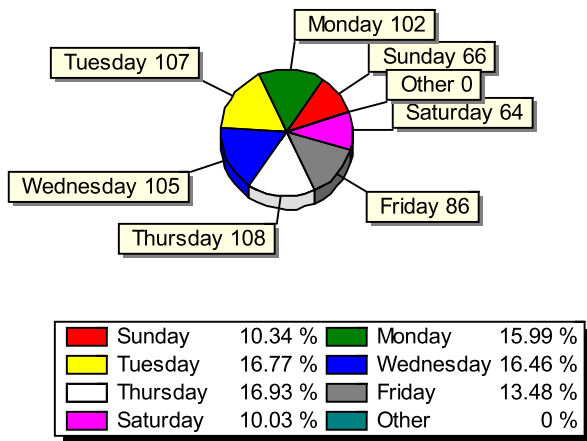 Monday 102
Sunday 66
Tuesday 107
Other 0
Saturday 64
Wednesday 105
Friday 86
Thursday 108
Sunday 10.34 % Monday 15.99 %
Tuesday 16.77 % Wednesday 16.46 %
Thursday 16.93 % Friday 13.48 %
Saturday 10.03 % Other 0 %